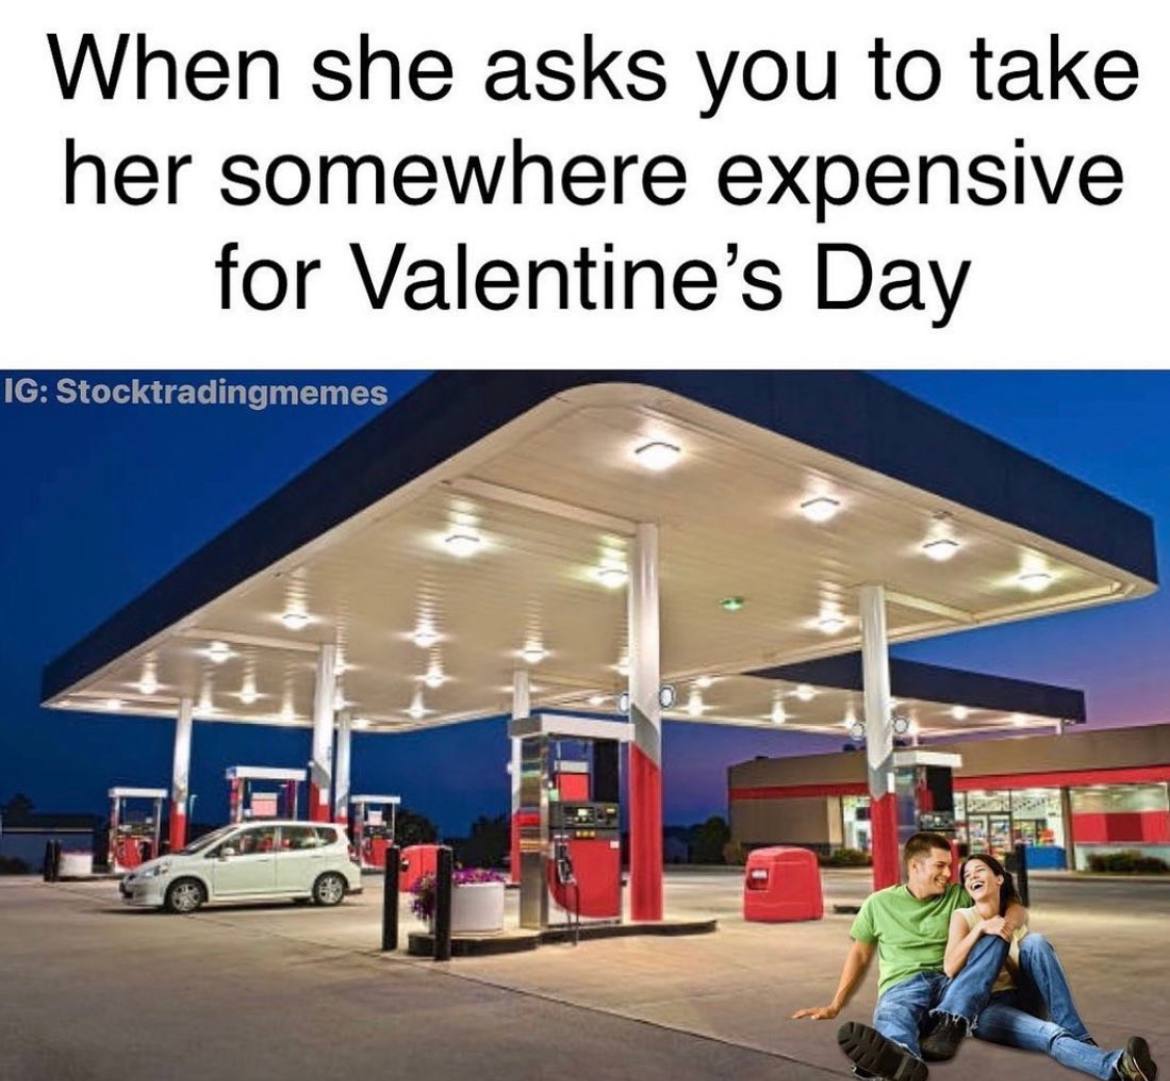 When she asks you to take
her somewhere expensive
for Valentine’s Day
IG: Stocktradingmemes